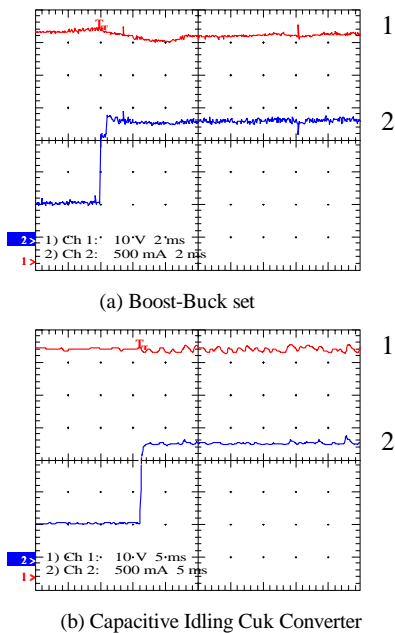 1
T
2
2>
1) Ch 1: 10 V 2 ms
1>
2) Ch 2: 500 mA 2 ms
(a) Boost-Buck set
1
T
2
2>
1) Ch 1: 10 V 5 ms
2) Ch 2: 500 mA 5 ms
1>
(b) Capacitive Idling Cuk Converter